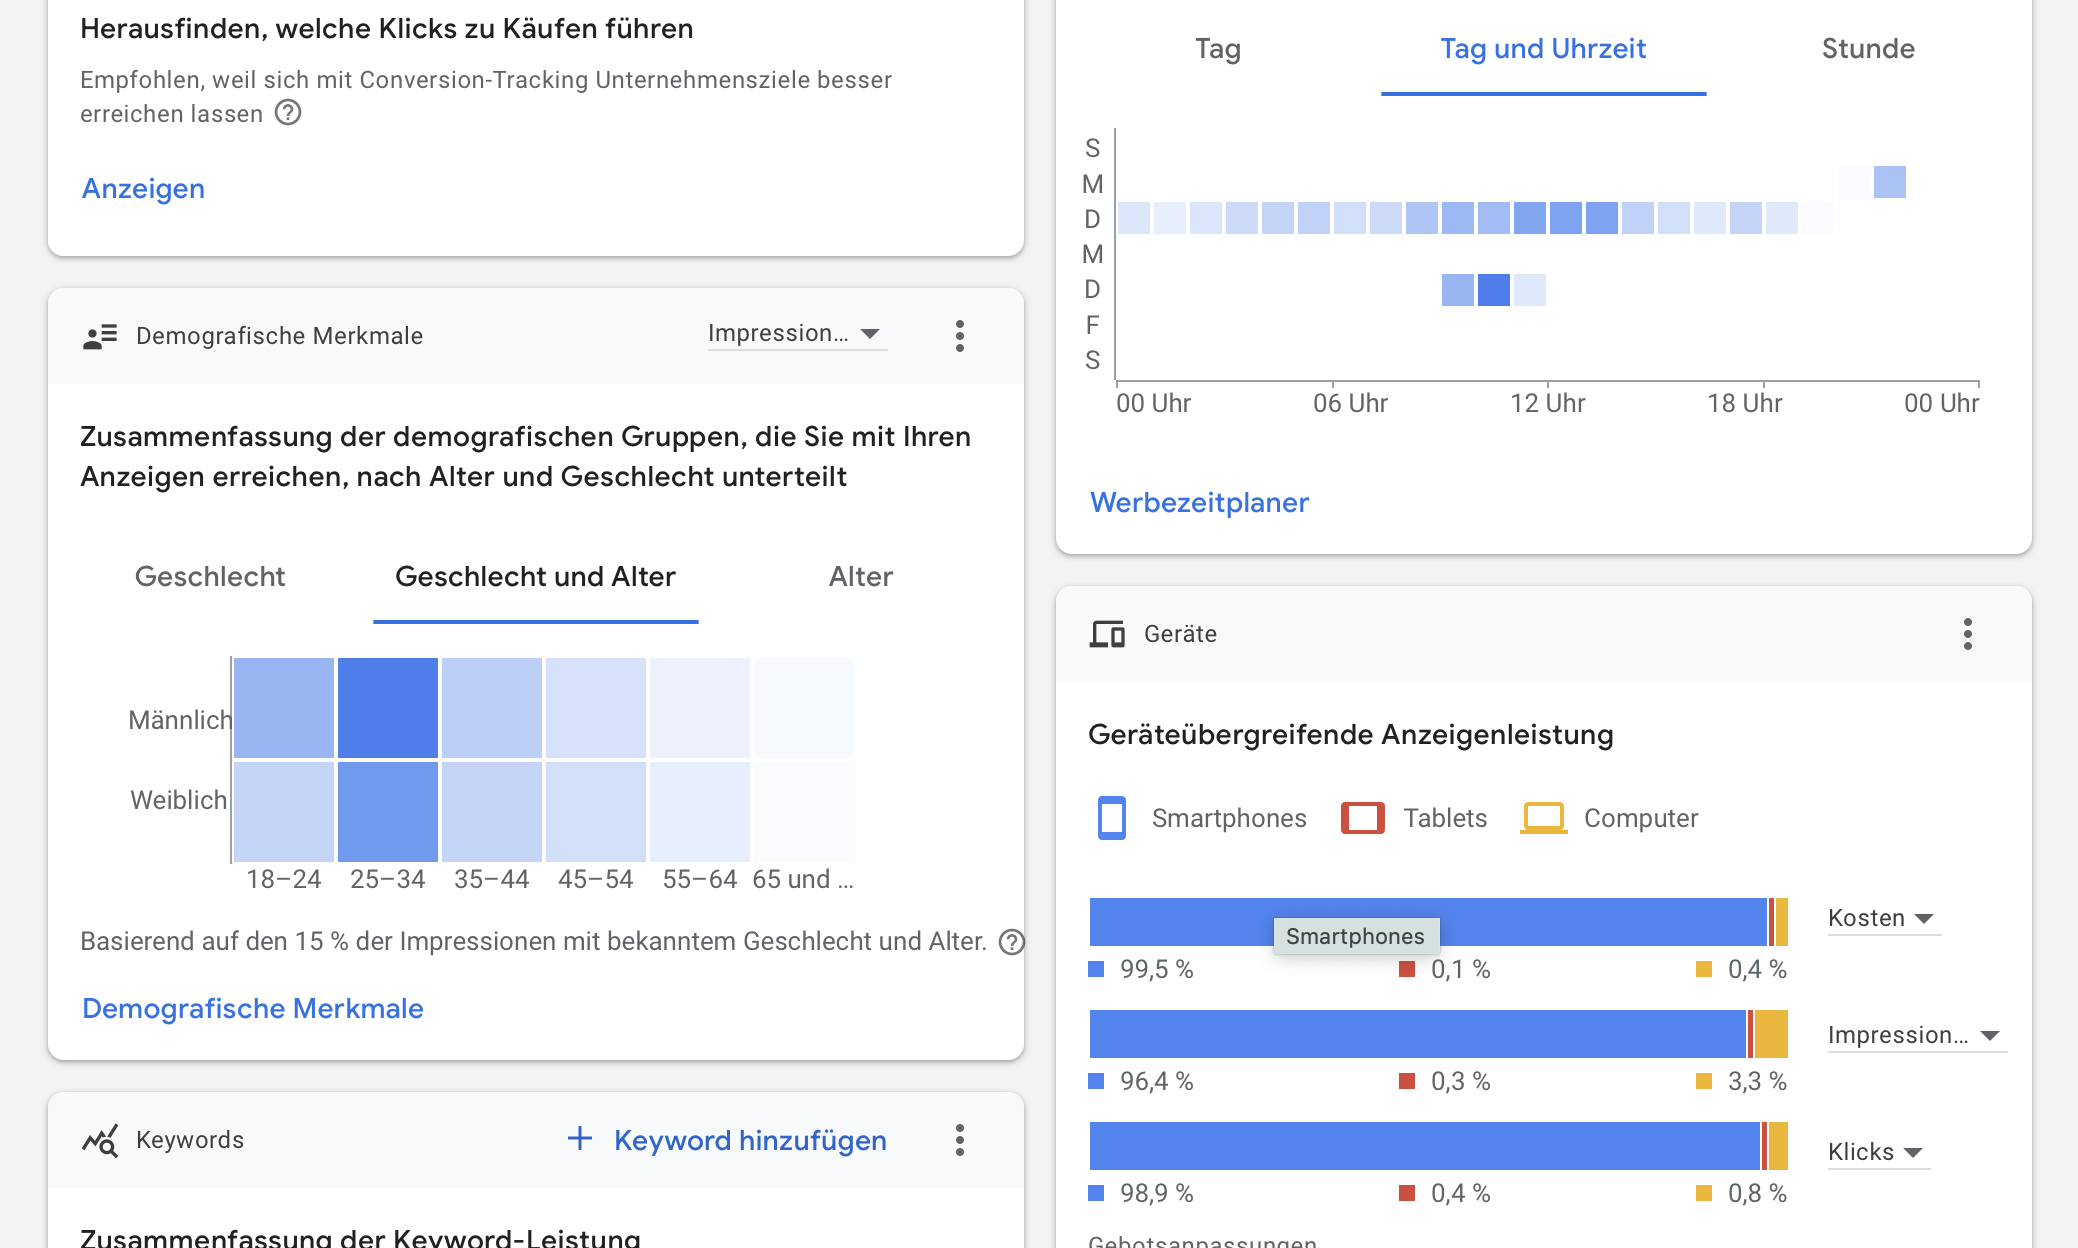 Herausfinden, welche Klicks zu Käufen führen
Empfohlen, weil sich mit Conversion-Tracking Unternehmensziele besser
erreichen lassen
Anzeigen
Demografische Merkmale
Impression...
Zusammenfassung der demografischen Gruppen, die Sie mit Ihren
Anzeigen erreichen, nach Alter und Geschlecht unterteilt
Geschlecht Geschlecht und Alter Alter
Männlich
Weiblich
18–24 25–34 35–44 45–54 55–64 65 und ...
Basierend auf den 15 % der Impressionen mit bekanntem Geschlecht und Alter.
Demografische Merkmale
Keywords
+ Keyword hinzufügen
Zusammenfassung der Keyword-Leistung
Tag Tag und Uhrzeit Stunde
S
M
D
M
D
F
S
00 Uhr 06 Uhr 12 Uhr 18 Uhr 00 Uhr
Werbezeitplaner
Geräte
Geräteübergreifende Anzeigenleistung
Smartphones Tablets Computer
Smartphones
Kosten
99,5 % 0,1 % 0,4 %
Impression...
96,4 % 0,3 % 3,3 %
Klicks
98,9 % 0,4 % 0,8 %
Gebotsanpassungen